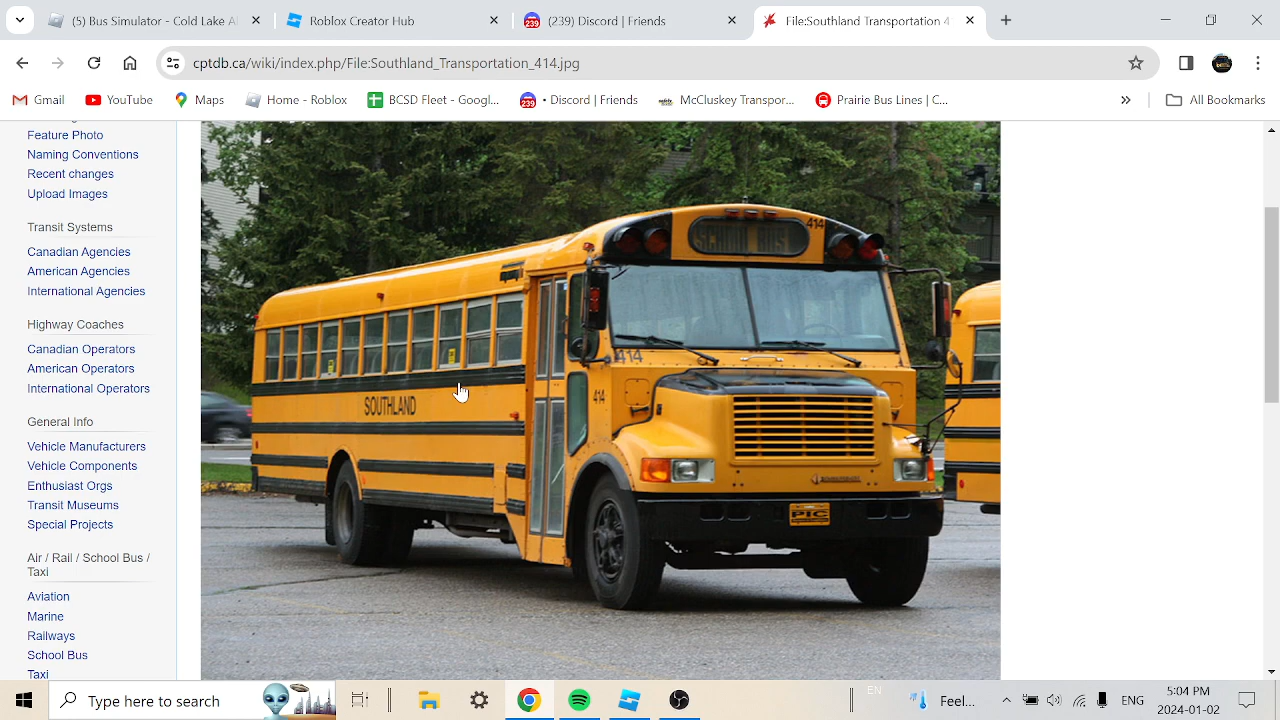 (5) Bus Simulator - Cold Lake A
Creator Hub
(239) Discord | Friends
File:Southland Transportation 4
cptdb.ca/wiki/index.php/File:Southland_Transportation_414.jpg
Gmail
YouTube
Maps
Home - Roblox
BCSD Fleet - Googl...
239
• Discord | Friends
McCluskey Transpor...
Prairie Bus Lines | C...
»
All Bookmarks
Feature Photo
Naming Conventions
Recent changes
Upload Images
Transit Systems
Canadian Agencies
American Agencies
International Agencies
Highway Coaches
Canadian Operators
American Operators
International Operators
General Info
Vehicle Manufacturers
Vehicle Components
Enthusiast Orgs
Transit Museums
Special Projects
Air / Rail / School Bus /
Taxi
Aviation
Marine
Railways
School Bus
Taxi
SCHOOL BUS
414
414
414
SOUTHLAND
INTERNATIONAL
PIC
Type here to search
EN
Feel...
ENG
5:04 PM
2024-01-02